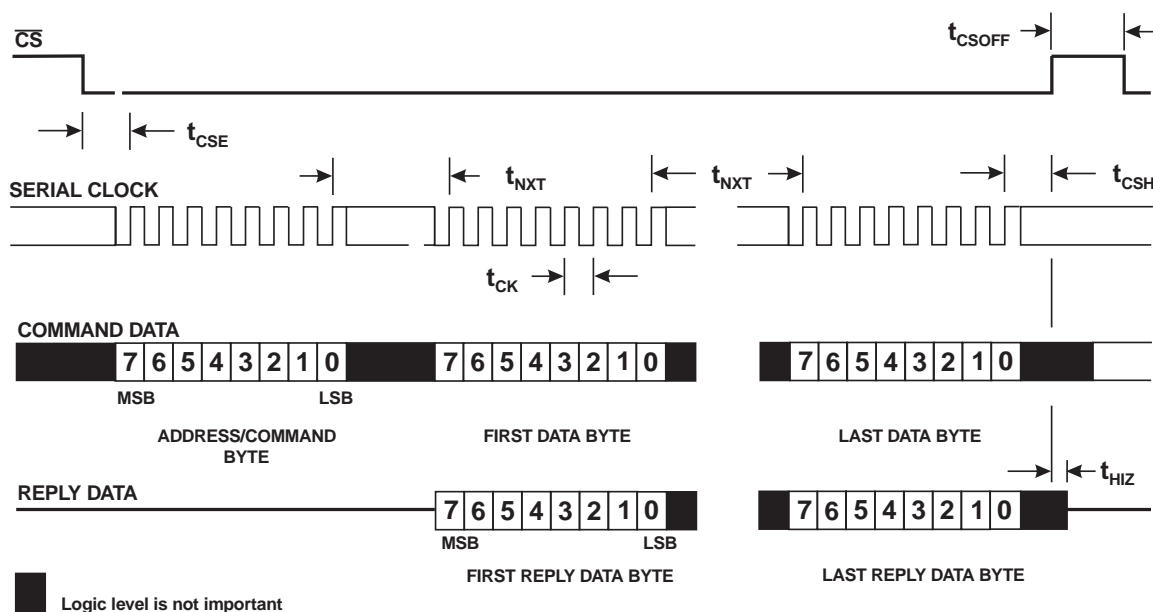 CS
tCSOFF
tCSE
tNXT
tNXT
tCSH
SERIAL CLOCK
tCK
COMMAND DATA
7 6 5 4 3 2 1 0
7 6 5 4 3 2 1 0
7 6 5 4 3 2 1 0
MSB
LSB
ADDRESS/COMMAND
BYTE
FIRST DATA BYTE
LAST DATA BYTE
tHIZ
REPLY DATA
7 6 5 4 3 2 1 0
7 6 5 4 3 2 1 0
MSB
LSB
FIRST REPLY DATA BYTE
LAST REPLY DATA BYTE
Logic level is not important